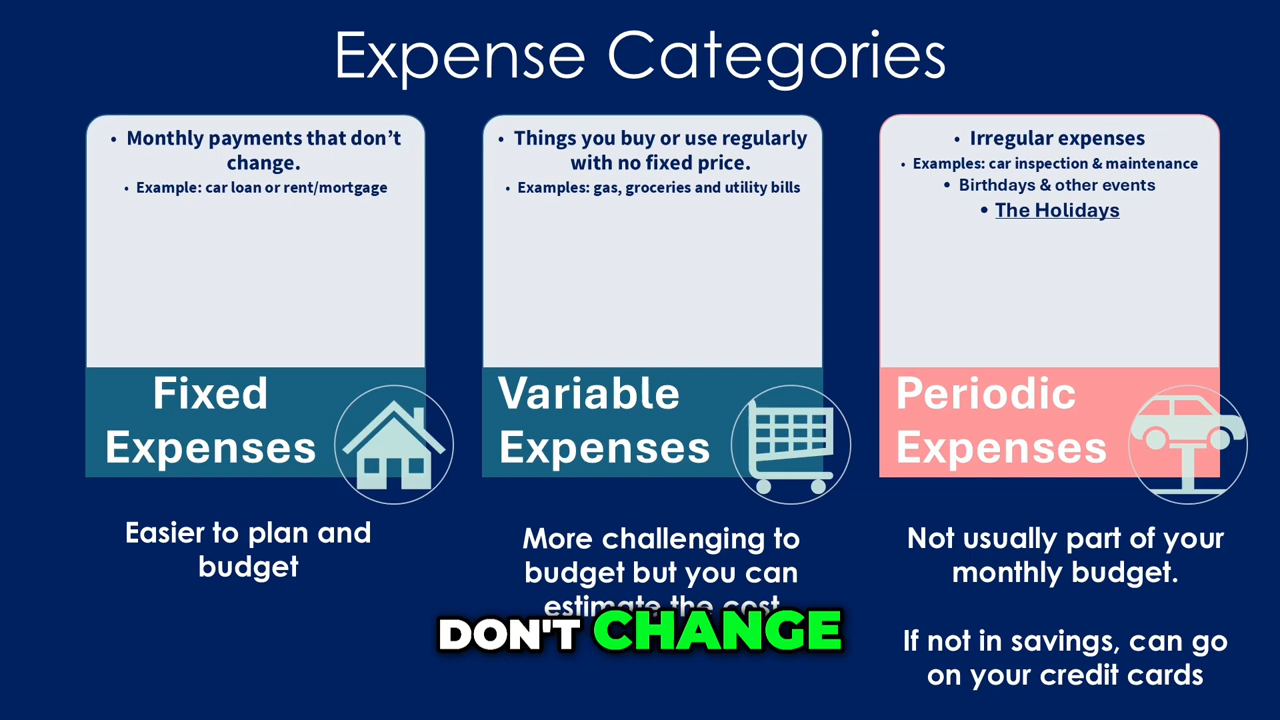 Expense Categories
• Monthly payments that don’t
change.
• Example: car loan or rent/mortgage
Fixed
Expenses
Easier to plan and
budget
• Things you buy or use regularly
with no fixed price.
• Examples: gas, groceries and utility bills
Variable
Expenses
More challenging to
budget but you can
estimate the cost
• Irregular expenses
• Examples: car inspection & maintenance
• Birthdays & other events
• The Holidays
Periodic
Expenses
Not usually part of your
monthly budget.
If not in savings, can go
on your credit cards
DON'T CHANGE